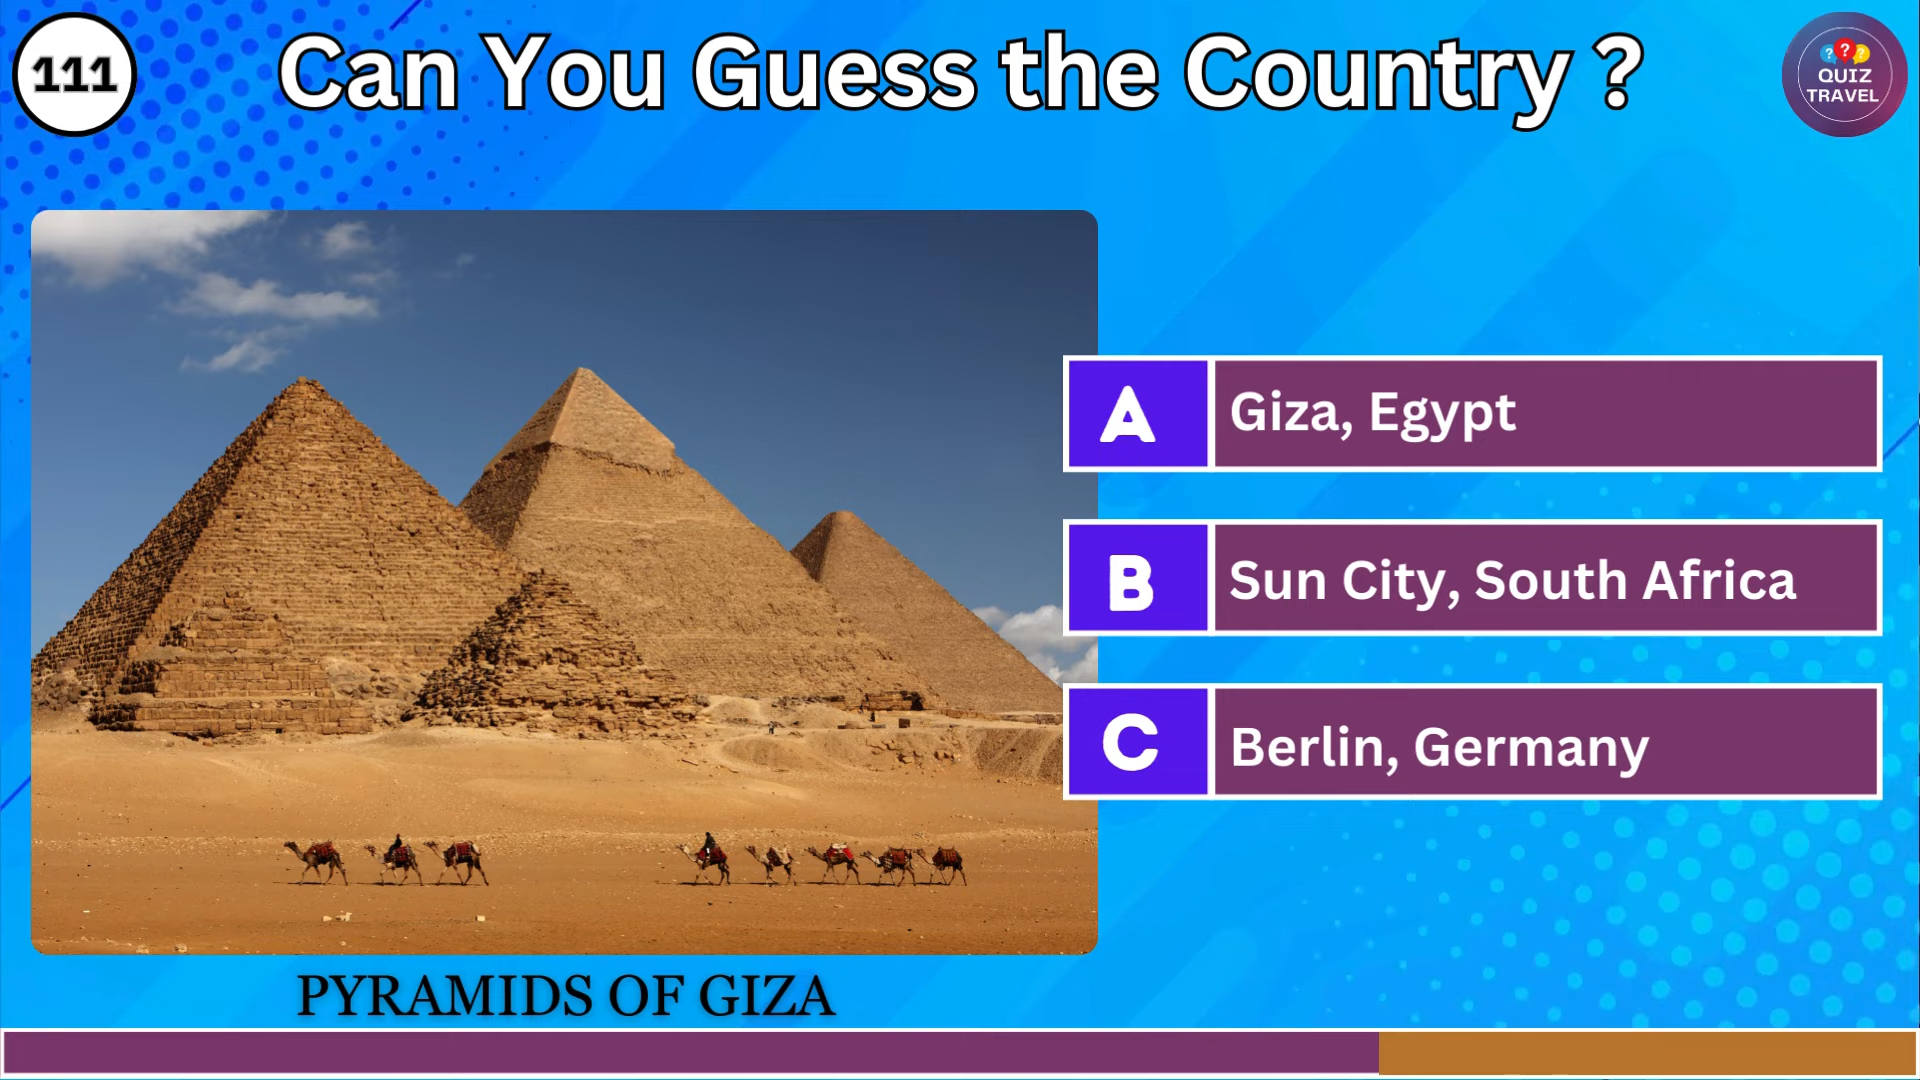 111
Can You Guess the Country ?
? ? ?
QUIZ
TRAVEL
A Giza, Egypt
B Sun City, South Africa
C Berlin, Germany
PYRAMIDS OF GIZA